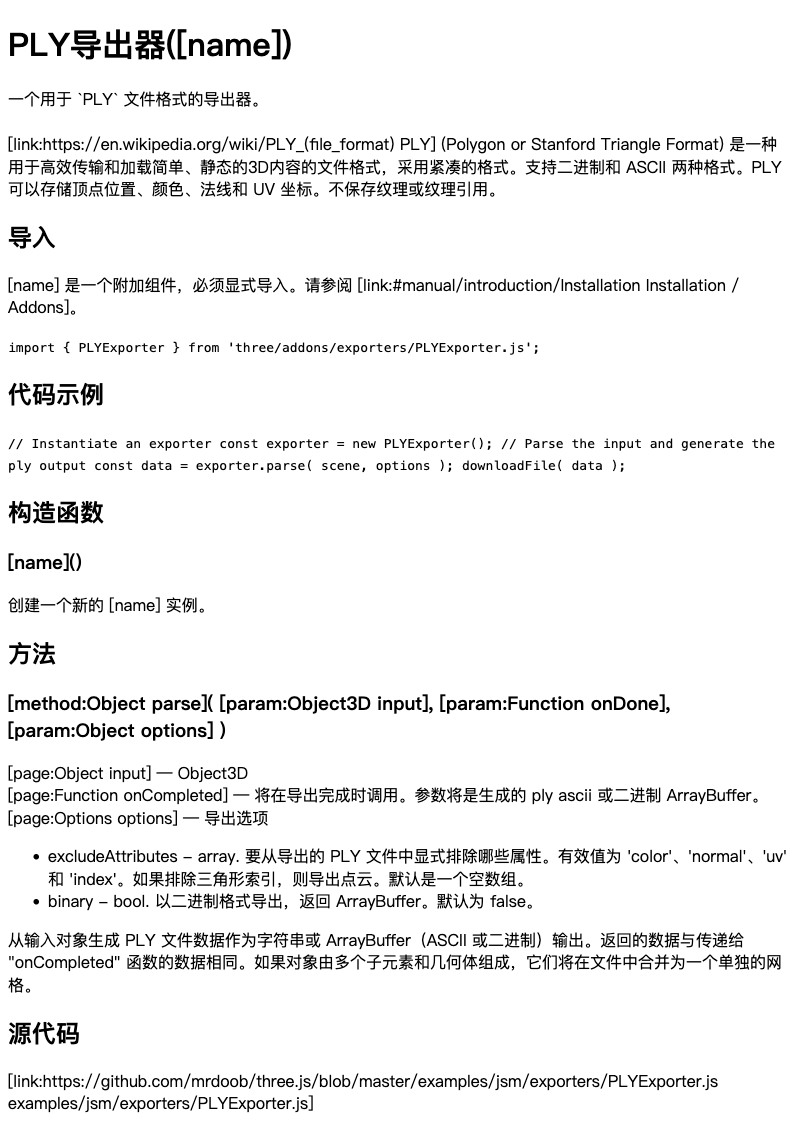 PLY导出器([name])
一个用于 `PLY` 文件格式的导出器。
[link:https://en.wikipedia.org/wiki/PLY_(file_format) PLY] (Polygon or Stanford Triangle Format) 是一种
用于高效传输和加载简单、静态的3D内容的文件格式，采用紧凑的格式。支持二进制和 ASCII 两种格式。PLY
可以存储顶点位置、颜色、法线和 UV 坐标。不保存纹理或纹理引用。
导入
[name] 是一个附加组件，必须显式导入。请参阅 [link:#manual/introduction/Installation Installation /
Addons]。
import { PLYExporter } from 'three/addons/exporters/PLYExporter.js';
代码示例
// Instantiate an exporter const exporter = new PLYExporter(); // Parse the input and generate the
ply output const data = exporter.parse( scene, options ); downloadFile( data );
构造函数
[name]()
创建一个新的 [name] 实例。
方法
[method:Object parse]( [param:Object3D input], [param:Function onDone],
[param:Object options] )
[page:Object input] — Object3D
[page:Function onCompleted] — 将在导出完成时调用。参数将是生成的 ply ascii 或二进制 ArrayBuffer。
[page:Options options] — 导出选项
• excludeAttributes - array. 要从导出的 PLY 文件中显式排除哪些属性。有效值为 'color'、'normal'、'uv'
和 'index'。如果排除三角形索引，则导出点云。默认是一个空数组。
• binary - bool. 以二进制格式导出，返回 ArrayBuffer。默认为 false。
从输入对象生成 PLY 文件数据作为字符串或 ArrayBuffer（ASCII 或二进制）输出。返回的数据与传递给
"onCompleted" 函数的数据相同。如果对象由多个子元素和几何体组成，它们将在文件中合并为一个单独的网
格。
源代码
[link:https://github.com/mrdoob/three.js/blob/master/examples/jsm/exporters/PLYExporter.js
examples/jsm/exporters/PLYExporter.js]